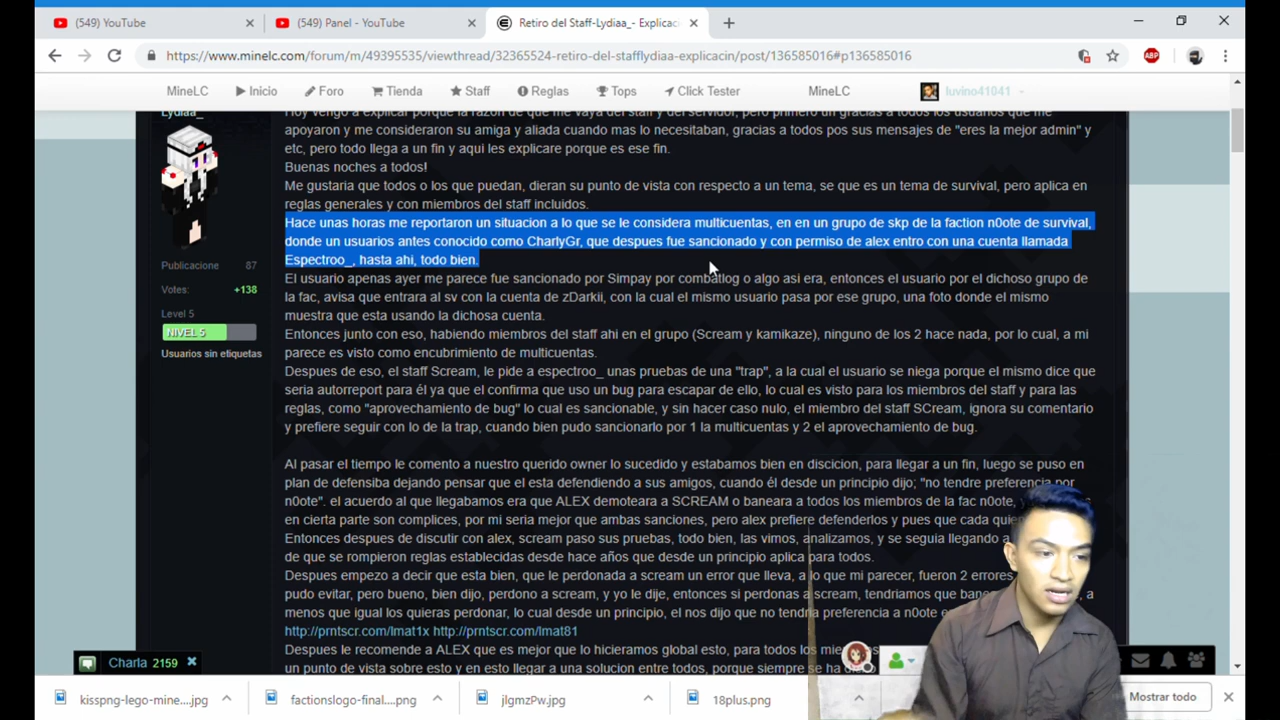 (549) YouTube
(549) Panel - YouTube
Retiro del Staff-Lydiaa_- Explicac
https://www.minelc.com/forum/m/49395535/viewthread/32365524-retiro-del-stafflydiaa-explicacin/post/136585016#p136585016
ABP
MineLC Inicio Foro Tienda Staff Reglas Tops Click Tester MineLC luvino41041
Lydiaa_
Hoy vengo a explicar porque la razon de que me vaya del staff y del servidor, pero primero un gracias a todos los usuarios que me
apoyaron y me consideraron su amiga y aliada cuando mas lo necesitaban, gracias a todos pos sus mensajes de "eres la mejor admin" y
etc, pero todo llega a un fin y aqui les explicare porque es ese fin.
Buenas noches a todos!
Me gustaria que todos o los que puedan, dieran su punto de vista con respecto a un tema, se que es un tema de survival, pero aplica en
reglas generales y con miembros del staff incluidos.
Hace unas horas me reportaron un situacion a lo que se le considera multicuentas, en en un grupo de skp de la faction n0ote de survival,
donde un usuarios antes conocido como CharlyGr, que despues fue sancionado y con permiso de alex entro con una cuenta llamada
Espectroo_, hasta ahi, todo bien.
El usuario apenas ayer me parece fue sancionado por Simpay por combatlog o algo asi era, entonces el usuario por el dichoso grupo de
la fac, avisa que entrara al sv con la cuenta de zDarkii, con la cual el mismo usuario pasa por ese grupo, una foto donde el mismo
muestra que esta usando la dichosa cuenta.
Entonces junto con eso, habiendo miembros del staff ahi en el grupo (Scream y kamikaze), ninguno de los 2 hace nada, por lo cual, a mi
parece es visto como encubrimiento de multicuentas.
Despues de eso, el staff Scream, le pide a espectroo_ unas pruebas de una "trap", a la cual el usuario se niega porque el mismo dice que
seria autorreport para él ya que el confirma que uso un bug para escapar de ello, lo cual es visto para los miembros del staff y para las
reglas, como "aprovechamiento de bug" lo cual es sancionable, y sin hacer caso nulo, el miembro del staff SCream, ignora su comentario
y prefiere seguir con lo de la trap, cuando bien pudo sancionarlo por 1 la multicuentas y 2 el aprovechamiento de bug.
Al pasar el tiempo le comento a nuestro querido owner lo sucedido y estabamos bien en discicion, para llegar a un fin, luego se puso en
plan de defensiba dejando pensar que el esta defendiendo a sus amigos, cuando él desde un principio dijo; "no tendre preferencia por
n0ote". el acuerdo al que llegabamos era que ALEX demoteara a SCREAM o baneara a todos los miembros de la fac n0ote,
en cierta parte son complices, por mi seria mejor que ambas sanciones, pero alex prefiere defenderlos y pues que cada
Entonces despues de discutir con alex, scream paso sus pruebas, todo bien, las vimos, analizamos, y se seguia llegando a
de que se rompieron reglas establecidas desde hace años que desde un principio aplica para todos.
Despues empezo a decir que esta bien, que le perdonada a scream un error que lleva, a lo que mi parecer, fueron 2 errores
pudo evitar, pero bueno, bien dijo, perdono a scream, y yo le dije, entonces si perdonas a scream, tendriamos que
menos que igual los quieras perdonar, lo cual desde un principio, el nos dijo que no tendria preferencia a n0ote
http://prntscr.com/lmat1x http://prntscr.com/lmat81
Despues le recomende a ALEX que es mejor que lo hicieramos global esto, para todos los
un punto de vista sobre esto y en esto llegar a una solucion entre todos, porque siempre se ha
Publicacione 87
Votes: +138
Level 5
NIVEL 5
Usuarios sin etiquetas
Charla 2159
kisspng-lego-mine....jpg
factionslogo-final....png
jlgmzPw.jpg
18plus.png
Mostrar todo